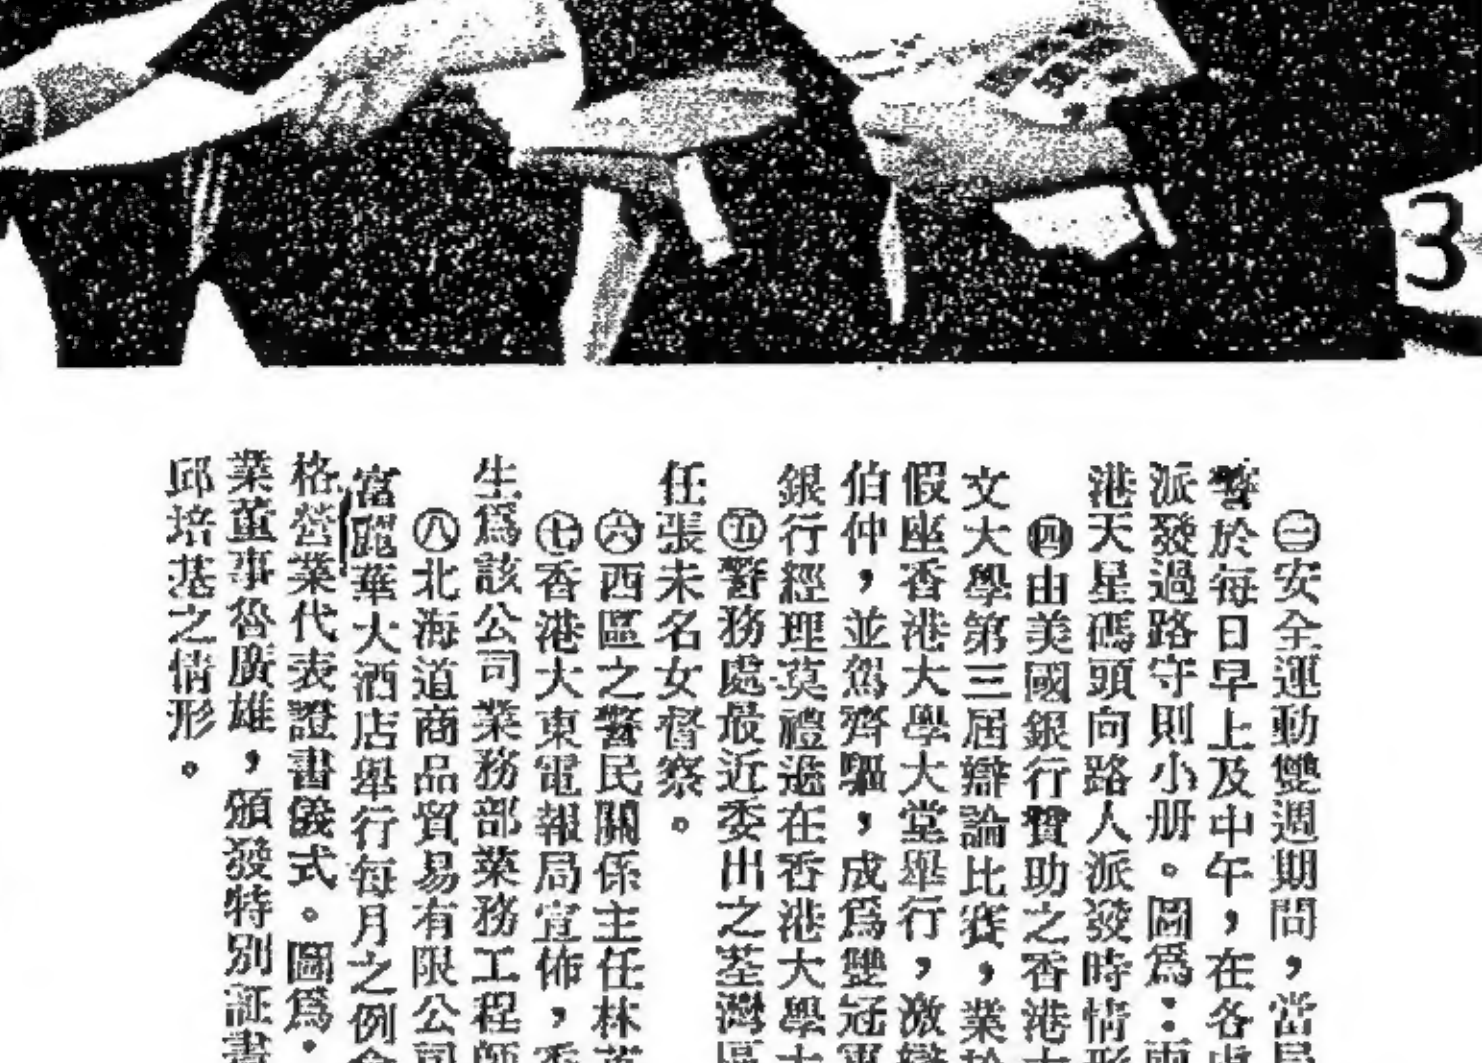 3
㊂安全運動雙週期間，當局
警於每日早上及中午，在各
派發過路守則小册。圖爲：兩
港天星碼頭向路人派發時情形
㊃由美國銀行贊助之香港
文大學第三屆辯論比賽，業於
假座香港大學大堂舉行，激辯
伯仲，並駕齊驅，成爲雙冠軍
銀行經理莫禮遜在香港大學
㊄警務處最近委出之荃灣區
任張未名女督察。
㊅西區之警民關係主任林
㊆香港大東電報局宣佈，委
生爲該公司業務部業務工程師
㊇北海道商品貿易有限公司
富麗華大酒店舉行每月之例會
格營業代表證書儀式。圖爲．
業董事 廣雄，頒發特別証書
邱培基之情形。